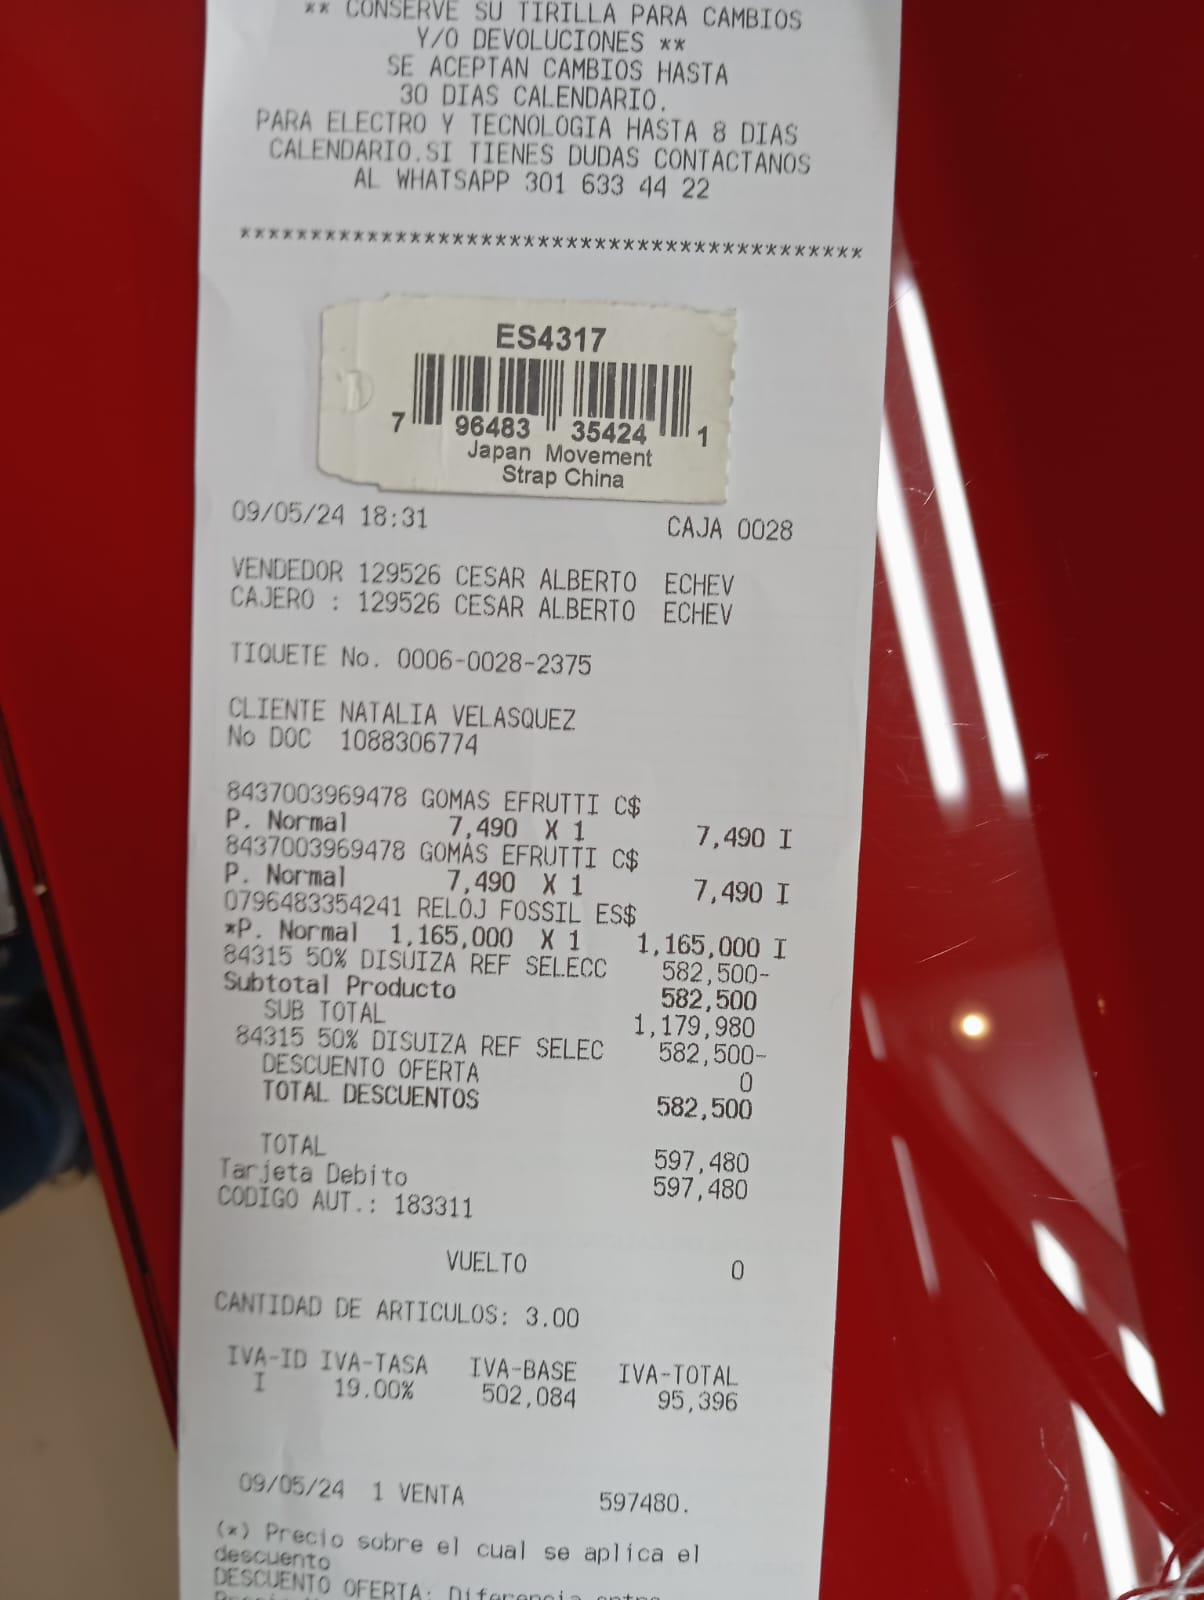 ** CONSERVE SU TIRILLA PARA CAMBIOS
Y/O DEVOLUCIONES **
SE ACEPTAN CAMBIOS HASTA
30 DIAS CALENDARIO.
PARA ELECTRO Y TECNOLOGIA HASTA 8 DIAS
CALENDARIO.SI TIENES DUDAS CONTACTANOS
AL WHATSAPP 301 633 44 22
********************************************
ES4317
7 96483 35424 1
Japan Movement
Strap China
09/05/24 18:31 CAJA 0028
VENDEDOR 129526 CESAR ALBERTO ECHEV
CAJERO : 129526 CESAR ALBERTO ECHEV
TIQUETE No. 0006-0028-2375
CLIENTE NATALIA VELASQUEZ
No DOC 1088306774
8437003969478 GOMAS EFRUTTI C$
P. Normal 7,490 X 1 7,490 I
8437003969478 GOMAS EFRUTTI C$
P. Normal 7,490 X 1 7,490 I
0796483354241 RELOJ FOSSIL ES$
*P. Normal 1,165,000 X 1 1,165,000 I
84315 50% DISUIZA REF SELECC 582,500-
Subtotal Producto 582,500
SUB TOTAL 1,179,980
84315 50% DISUIZA REF SELEC 582,500-
DESCUENTO OFERTA 0
TOTAL DESCUENTOS 582,500
TOTAL 597,480
Tarjeta Debito 597,480
CODIGO AUT.: 183311
VUELTO 0
CANTIDAD DE ARTICULOS: 3.00
IVA-ID IVA-TASA IVA-BASE IVA-TOTAL
I 19.00% 502,084 95,396
09/05/24 1 VENTA 597480.
(*) Precio sobre el cual se aplica el
descuento
DESCUENTO OFERTA: Diferencia entre